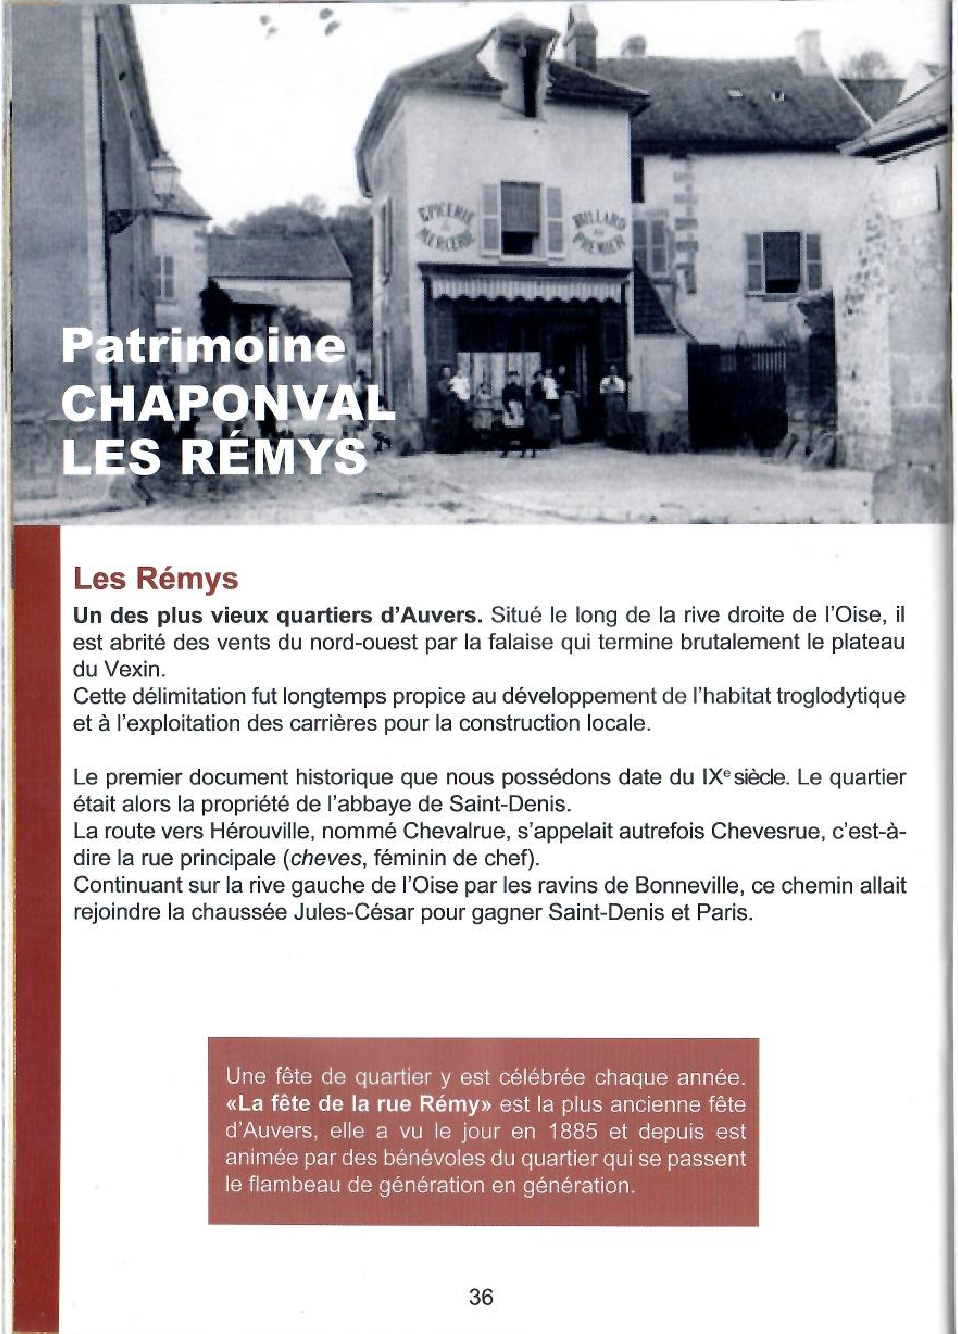 EPICERIE
&
MERCERIE
BILLARD
AU
PREMIER
Patrimoine
CHAPONVAL
LES RÉMYS
Les Rémys
Un des plus vieux quartiers d'Auvers. Situé le long de la rive droite de l'Oise, il
est abrité des vents du nord-ouest par la falaise qui termine brutalement le plateau
du Vexin.
Cette délimitation fut longtemps propice au développement de l'habitat troglodytique
et à l'exploitation des carrières pour la construction locale.
Le premier document historique que nous possédons date du IXe siècle. Le quartier
était alors la propriété de l'abbaye de Saint-Denis.
La route vers Hérouville, nommé Chevalrue, s'appelait autrefois Chevesrue, c'est-à-
dire la rue principale (cheves, féminin de chef).
Continuant sur la rive gauche de l'Oise par les ravins de Bonneville, ce chemin allait
rejoindre la chaussée Jules-César pour gagner Saint-Denis et Paris.
Une fête de quartier y est célébrée chaque année.
«La fête de la rue Rémy» est la plus ancienne fête
d'Auvers, elle a vu le jour en 1885 et depuis est
animée par des bénévoles du quartier qui se passent
le flambeau de génération en génération.
36